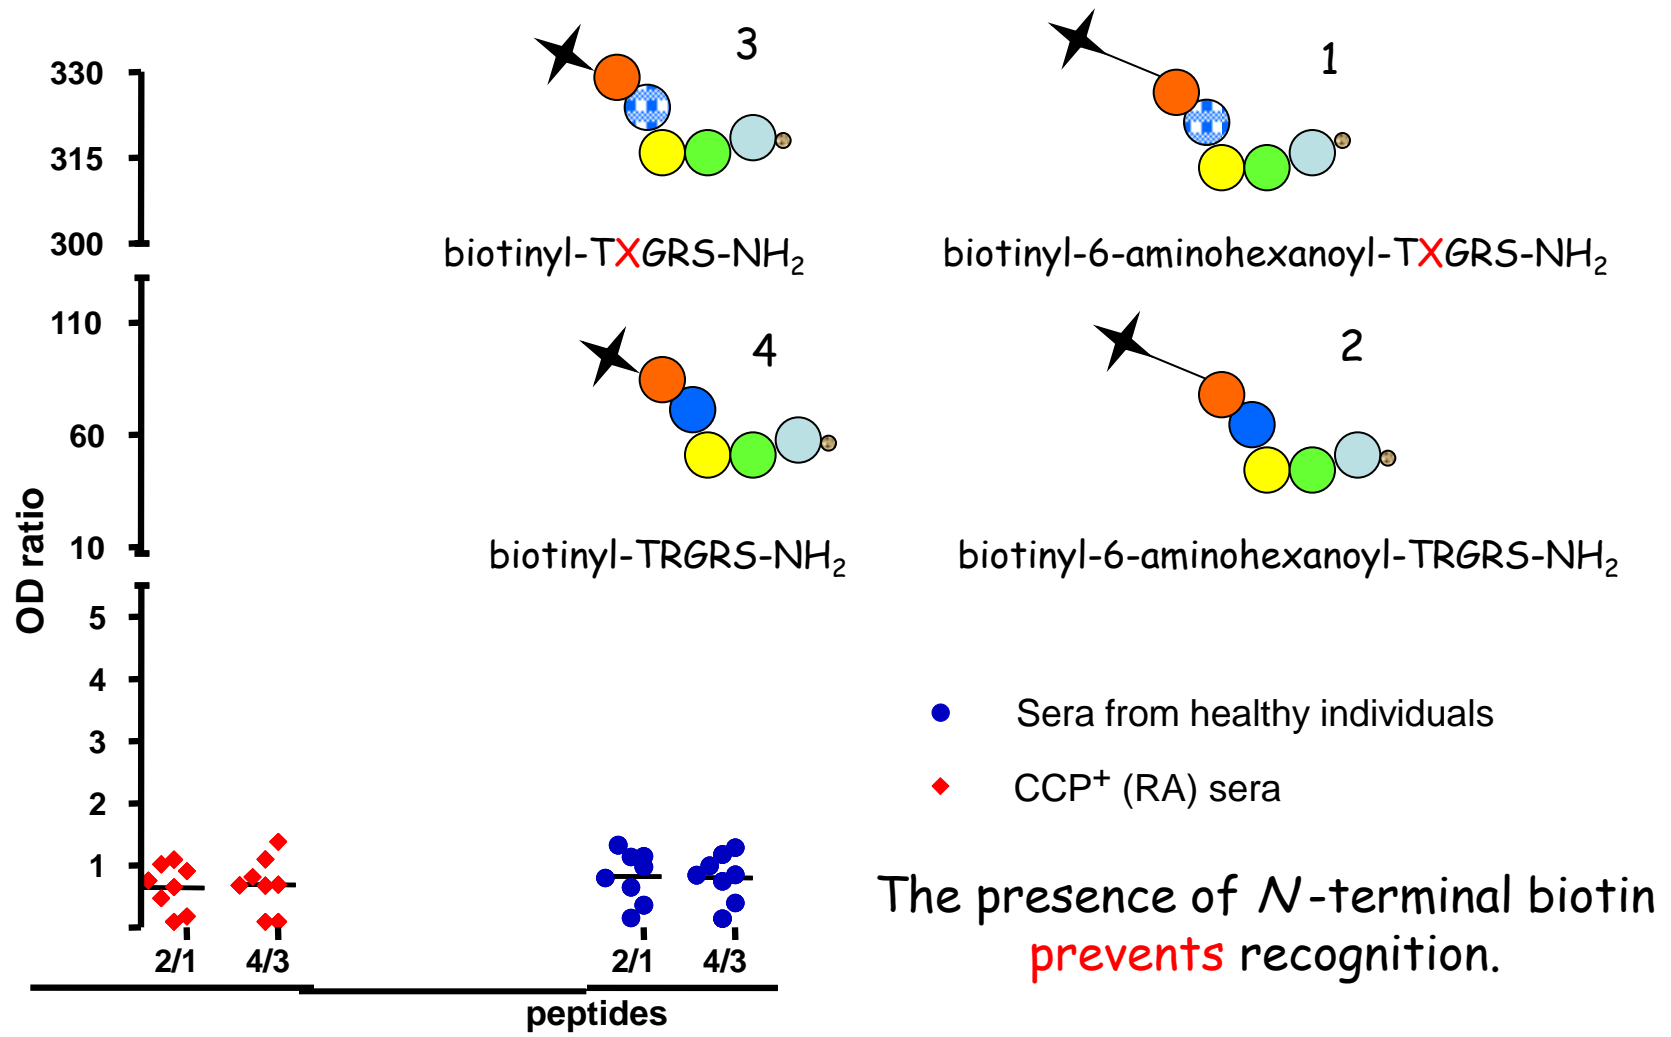 3
1
330
315
300
biotinyl-TXGRS-NH2
biotinyl-6-aminohexanoyl-TXGRS-NH2
110
4
2
60
10
biotinyl-TRGRS-NH2
biotinyl-6-aminohexanoyl-TRGRS-NH2
OD ratio
5
4
3
2
1
Sera from healthy individuals
CCP+ (RA) sera
The presence of N-terminal biotin
prevents recognition.
2/1 4/3 2/1 4/3
peptides